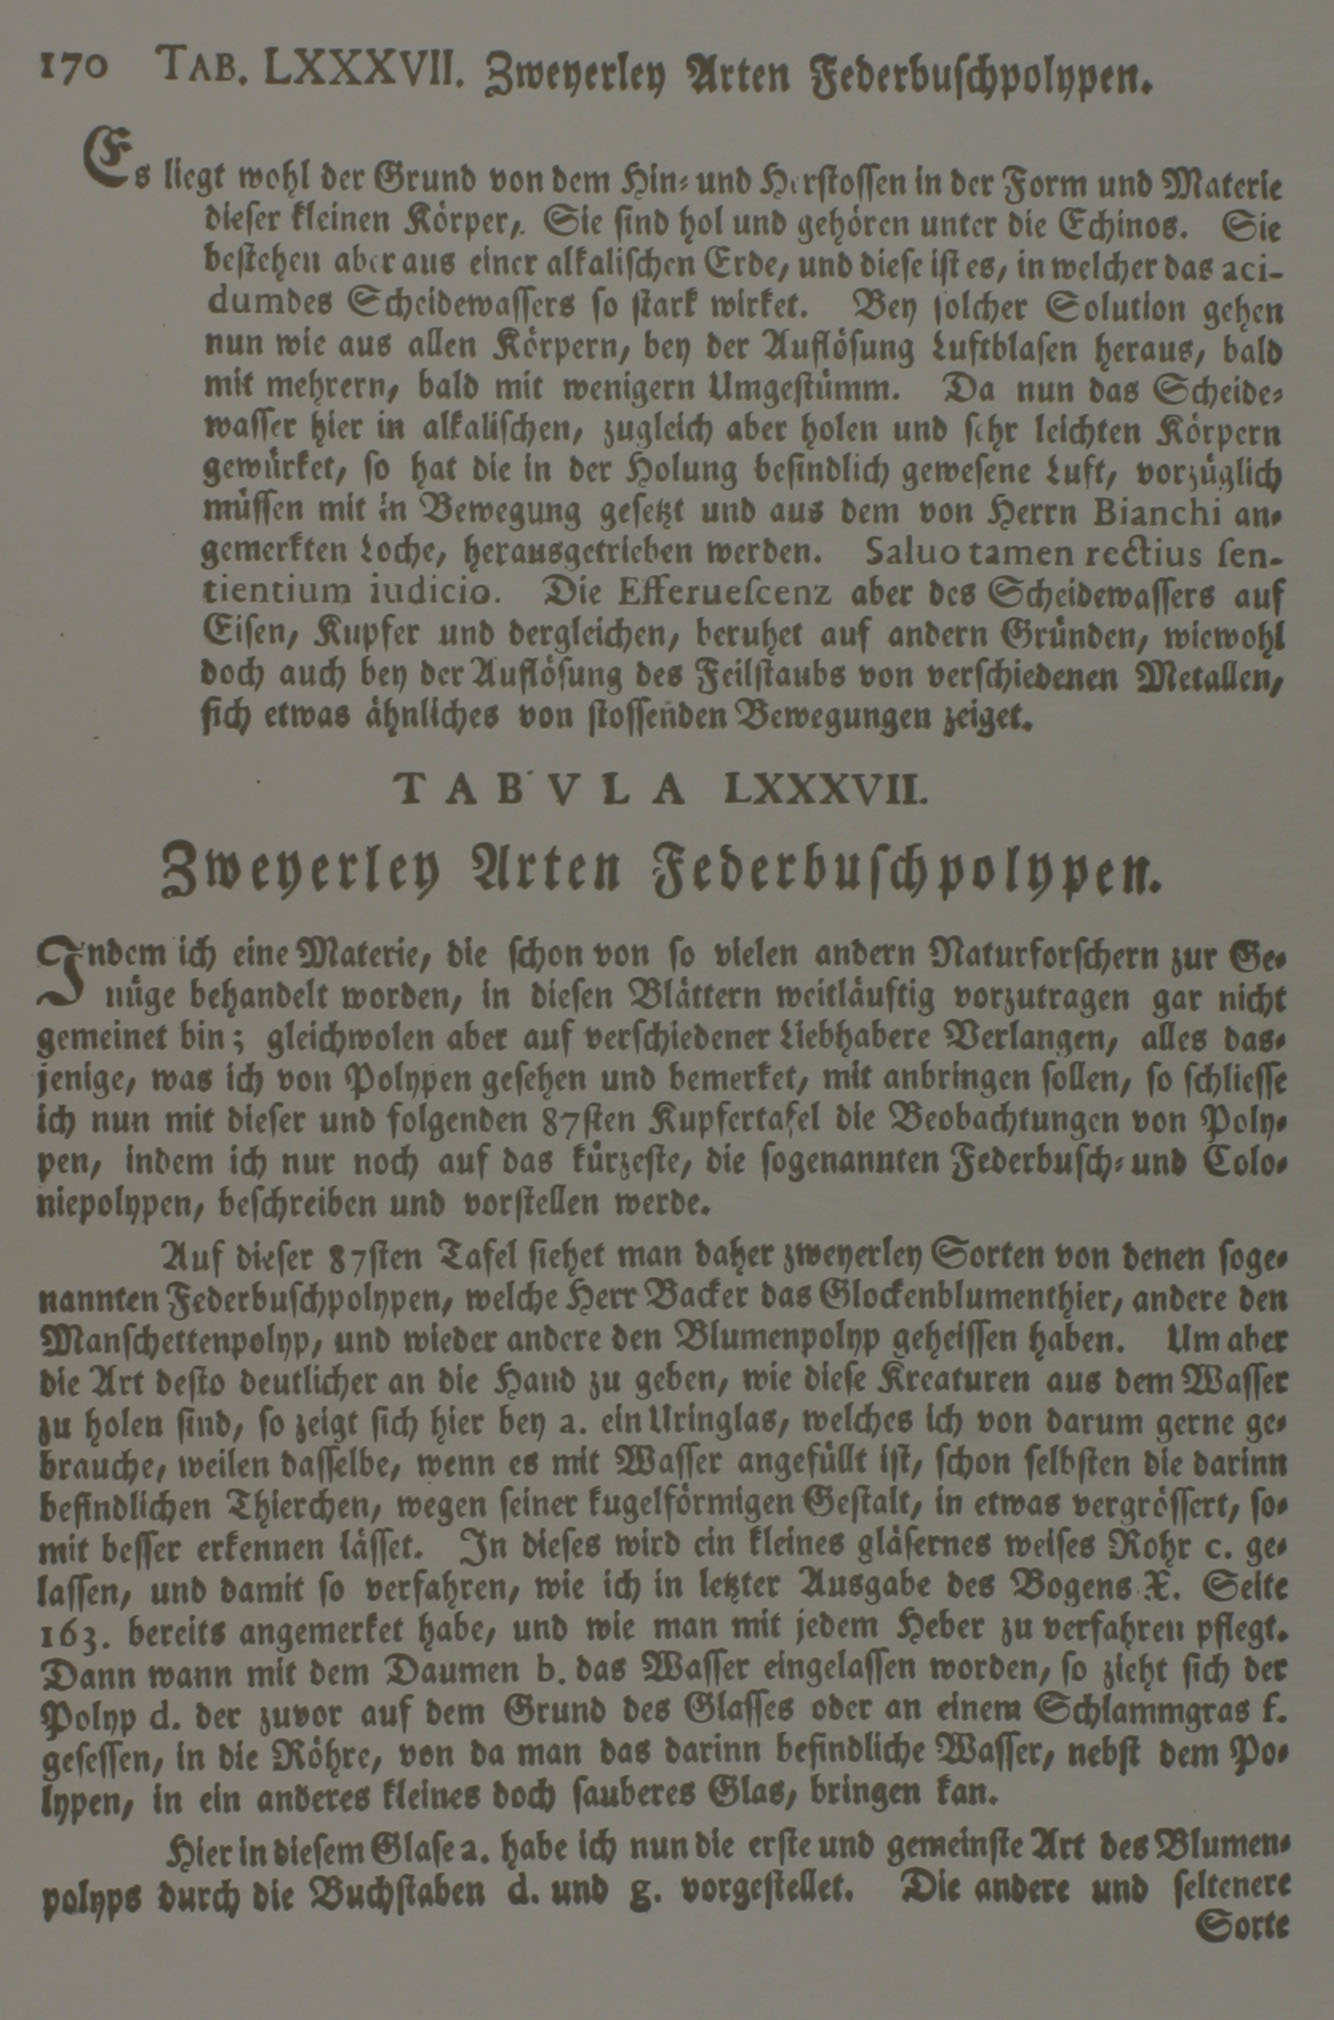 170 TAB. LXXXVII. Zweyerley Arten Federbuschpolypen.
Es liegt wohl der Grund von dem Hin- und Herstossen in der Form und Materie
dieser kleinen Körper, Sie sind hol und gehören unter die Echinos. Sie
bestehen aber aus einer alkalischen Erde, und diese ist es, in welcher das aci-
dum des Scheidewassers so stark wirket. Bey solcher Solution gehen
nun wie aus allen Körpern, bey der Auflösung Luftblasen heraus, bald
mit mehrern, bald mit wenigern Umgestümm. Da nun das Scheide-
wasser hier in alkalischen, zugleich aber holen und sehr leichten Körpern
gewürket, so hat die in der Holung befindlich gewesene Luft, vorzüglich
müssen mit in Bewegung gesetzt und aus dem von Herrn Bianchi an-
gemerkten Loche, herausgetrieben werden. Saluo tamen rectius sen-
tientium iudicio. Die Efferuescenz aber des Scheidewassers auf
Eisen, Kupfer und dergleichen, beruhet auf andern Gründen, wiewohl
doch auch bey der Auflösung des Feilstaubs von verschiedenen Metallen,
sich etwas ähnliches von stossenden Bewegungen zeiget.
TABVLA LXXXVII.
Zweyerley Arten Federbuschpolypen.
Indem ich eine Materie, die schon von so vielen andern Naturforschern zur Ge-
nüge behandelt worden, in diesen Blättern weitläuftig vorzutragen gar nicht
gemeinet bin; gleichwolen aber auf verschiedener Liebhabere Verlangen, alles das-
jenige, was ich von Polypen gesehen und bemerket, mit anbringen sollen, so schliesse
ich nun mit dieser und folgenden 87sten Kupfertafel die Beobachtungen von Poly-
pen, indem ich nur noch auf das kürzeste, die sogenannten Federbusch- und Colo-
niepolypen, beschreiben und vorstellen werde.
Auf dieser 87sten Tafel siehet man daher zweyerley Sorten von denen soge-
nannten Federbuschpolypen, welche Herr Backer das Glockenblumenthier, andere den
Manschettenpolyp, und wieder andere den Blumenpolyp geheissen haben. Um aber
die Art desto deutlicher an die Hand zu geben, wie diese Kreaturen aus dem Wasser
zu holen sind, so zeigt sich hier bey a. ein Uringlas, welches ich von darum gerne ge-
brauche, weilen dasselbe, wenn es mit Wasser angefüllt ist, schon selbsten die darinn
befindlichen Thierchen, wegen seiner kugelförmigen Gestalt, in etwas vergrössert, so-
mit besser erkennen lässet. In dieses wird ein kleines gläsernes weises Rohr c. ge-
lassen, und damit so verfahren, wie ich in letzter Ausgabe des Bogens X. Seite
163. bereits angemerket habe, und wie man mit jedem Heber zu verfahren pflegt.
Dann wann mit dem Daumen b. das Wasser eingelassen worden, so zieht sich der
Polyp d. der zuvor auf dem Grund des Glasses oder an einem Schlammgras f.
gesessen, in die Röhre, von da man das darinn befindliche Wasser, nebst dem Po-
lypen, in ein anderes kleines doch sauberes Glas, bringen kan.
Hier in diesem Glase a. habe ich nun die erste und gemeinste Art des Blumen-
polyps durch die Buchstaben d. und g. vorgestellet. Die andere und seltenere
Sorte